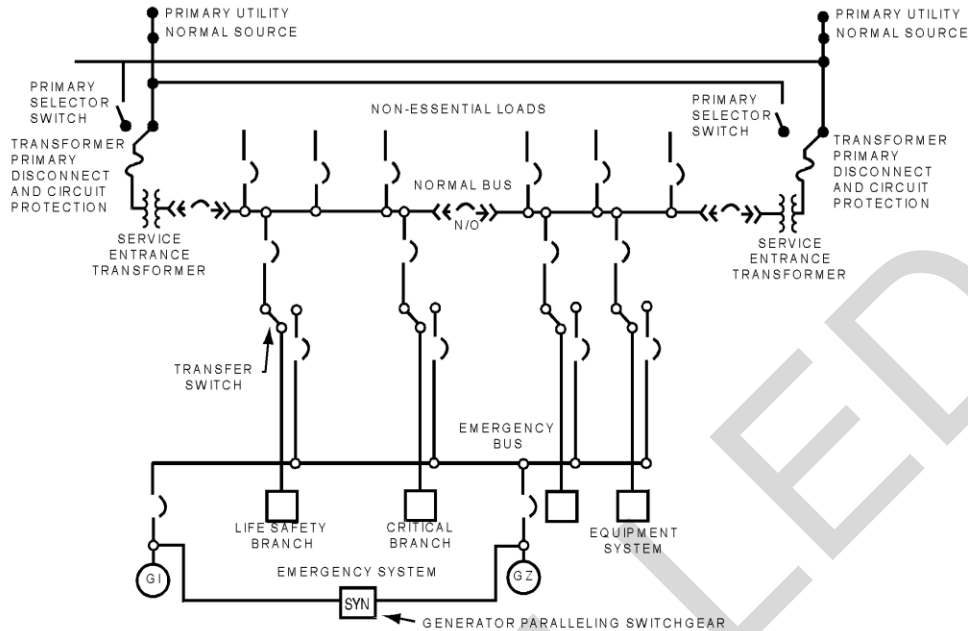 PRIMARY UTILITY
NORMAL SOURCE
PRIMARY UTILITY
NORMAL SOURCE
PRIMARY
SELECTOR
SWITCH
NON-ESSENTIAL LOADS
PRIMARY
SELECTOR
SWITCH
TRANSFORMER
PRIMARY
DISCONNECT
AND CIRCUIT
PROTECTION
TRANSFORMER
PRIMARY
DISCONNECT
AND CIRCUIT
PROTECTION
NORMAL BUS
N/O
SERVICE
ENTRANCE
TRANSFORMER
SERVICE
ENTRANCE
TRANSFORMER
TRANSFER
SWITCH
EMERGENCY
BUS
LIFE SAFETY
BRANCH
CRITICAL
BRANCH
EQUIPMENT
SYSTEM
GI
EMERGENCY SYSTEM
GZ
SYN
GENERATOR PARALLELING SWITCHGEAR
LED